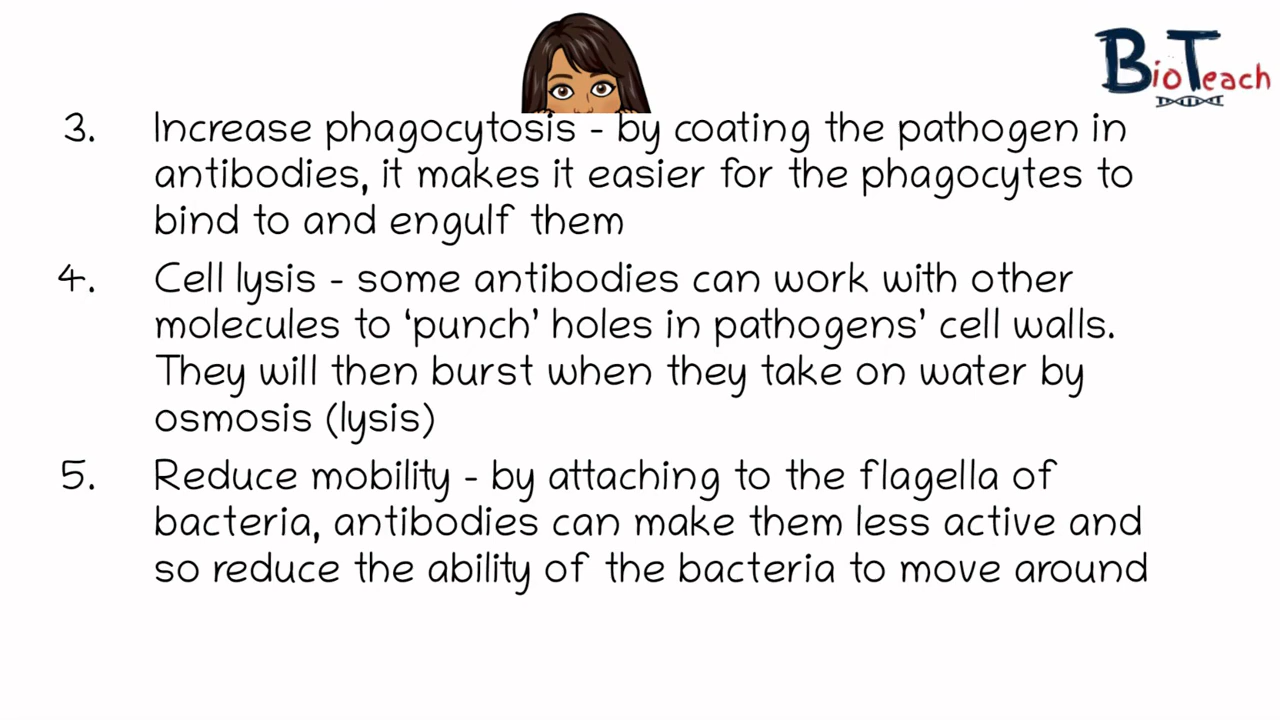 BioTeach
3. Increase phagocytosis - by coating the pathogen in
antibodies, it makes it easier for the phagocytes to
bind to and engulf them
4. Cell lysis - some antibodies can work with other
molecules to ‘punch’ holes in pathogens’ cell walls.
They will then burst when they take on water by
osmosis (lysis)
5. Reduce mobility - by attaching to the flagella of
bacteria, antibodies can make them less active and
so reduce the ability of the bacteria to move around